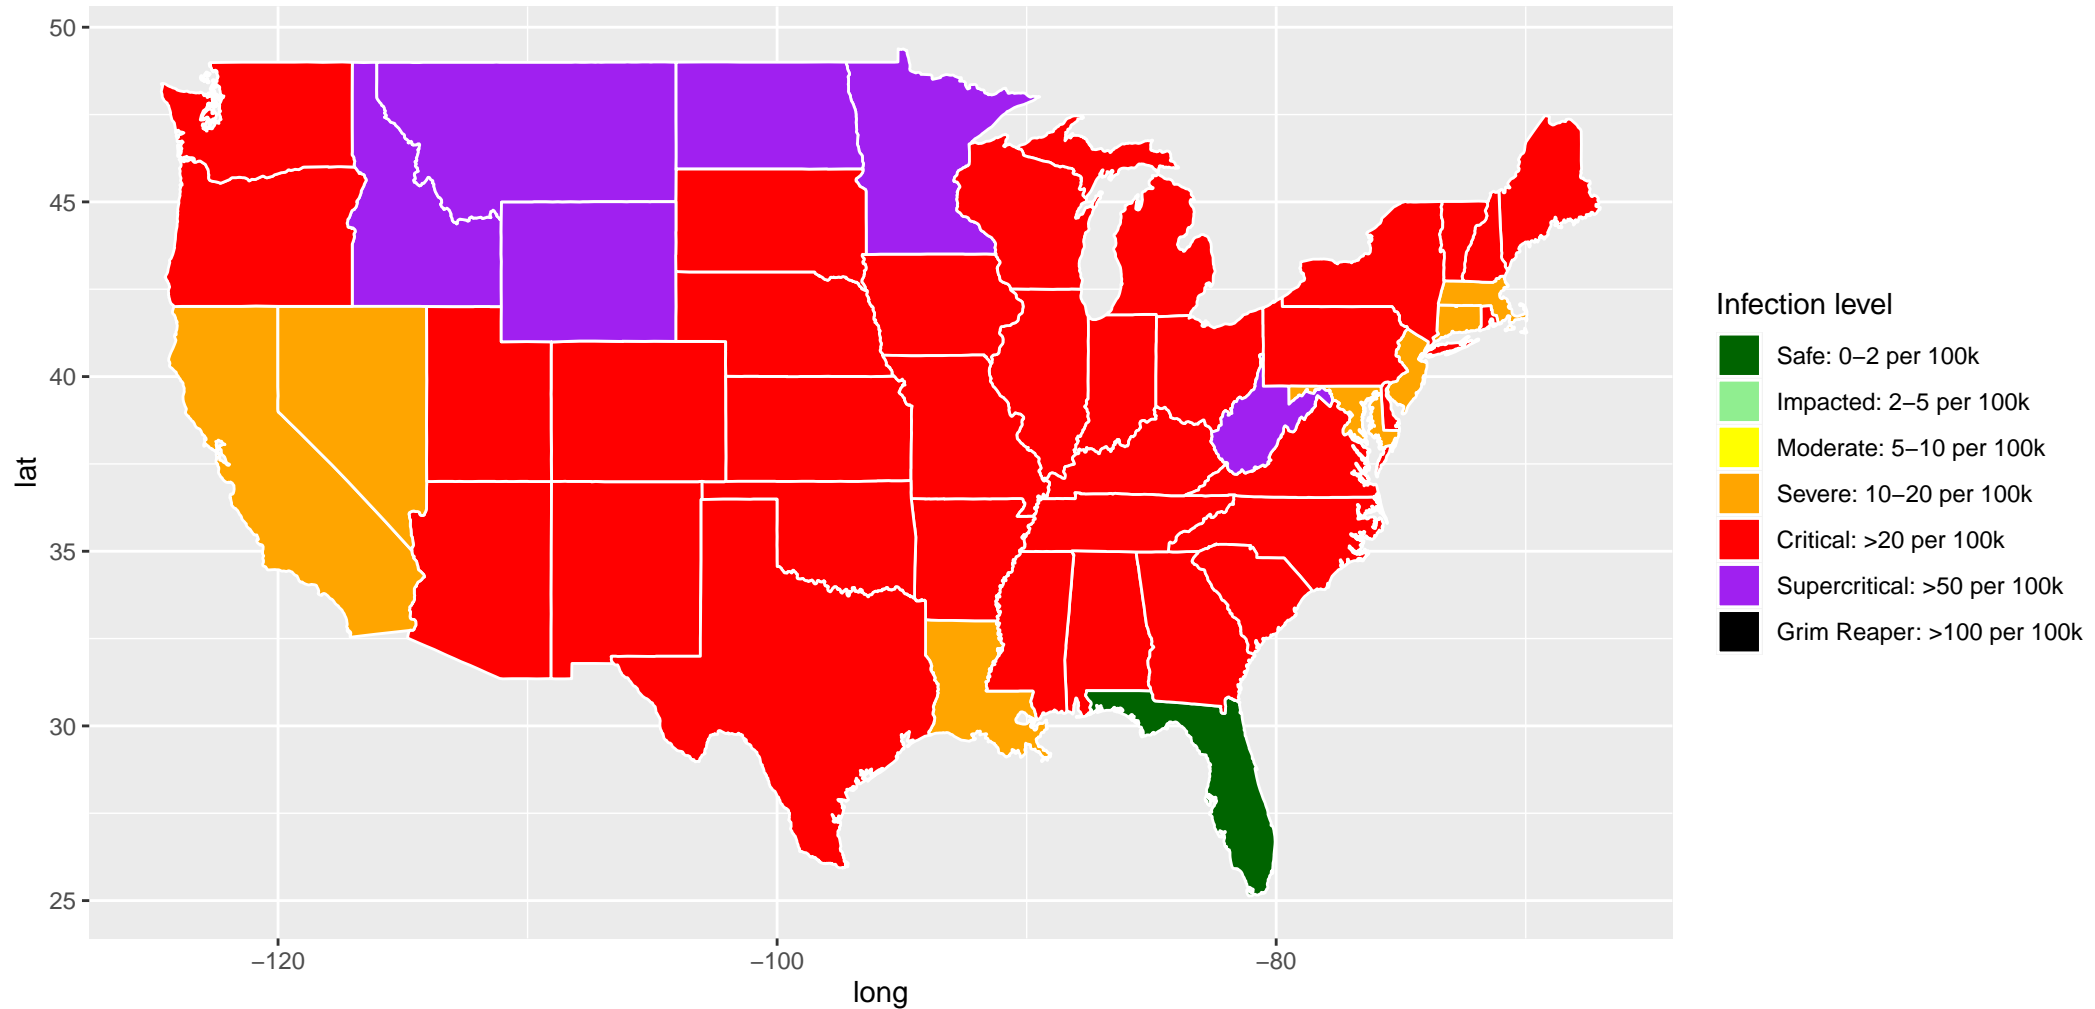 50
45
40
35
30
25
lat
−120
−100
−80
long
Infection level
Safe: 0−2 per 100k
Impacted: 2−5 per 100k
Moderate: 5−10 per 100k
Severe: 10−20 per 100k
Critical: >20 per 100k
Supercritical: >50 per 100k
Grim Reaper: >100 per 100k